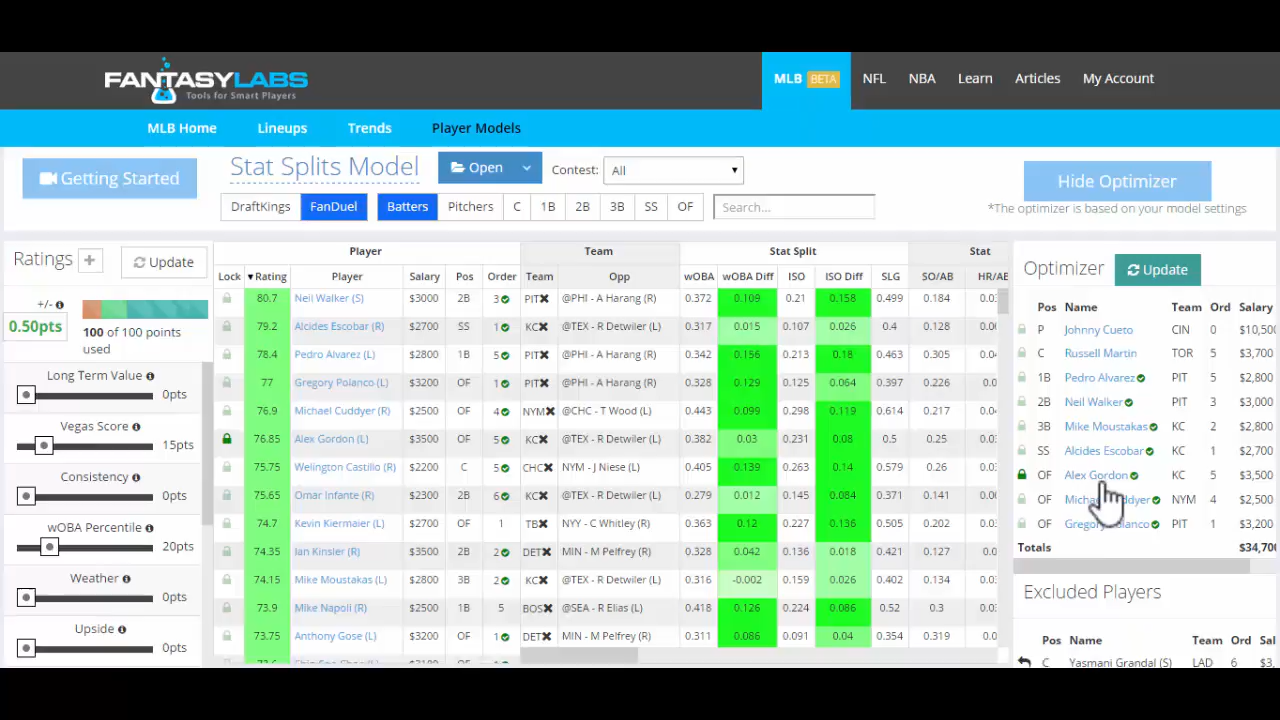 FANTASYLABS
Tools for Smart Players
MLB BETA NFL NBA Learn Articles My Account
MLB Home Lineups Trends Player Models
Getting Started
Stat Splits Model
Open
Contest: All
DraftKings FanDuel Batters Pitchers C 1B 2B 3B SS OF Search...
Hide Optimizer
*The optimizer is based on your model settings
Ratings + Update
+/-
0.50pts
100 of 100 points
used
Long Term Value
0pts
Vegas Score
15pts
Consistency
0pts
wOBA Percentile
20pts
Weather
0pts
Upside
0pts
Player Team Stat Split Stat
Lock Rating Player Salary Pos Order Team Opp wOBA wOBA Diff ISO ISO Diff SLG SO/AB HR/AB
80.7 Neil Walker (S) $3000 2B 3 PIT @PHI - A Harang (R) 0.372 0.109 0.21 0.158 0.499 0.184
79.2 Alcides Escobar (R) $2700 SS 1 KC @TEX - R Detwiler (L) 0.317 0.015 0.107 0.026 0.4 0.128
78.4 Pedro Alvarez (L) $2800 1B 5 PIT @PHI - A Harang (R) 0.342 0.156 0.213 0.18 0.463 0.305
77 Gregory Polanco (L) $3200 OF 1 PIT @PHI - A Harang (R) 0.328 0.129 0.125 0.064 0.397 0.226
76.9 Michael Cuddyer (R) $2500 OF 4 NYM @CHC - T Wood (L) 0.443 0.099 0.298 0.119 0.614 0.217
76.85 Alex Gordon (L) $3500 OF 5 KC @TEX - R Detwiler (L) 0.382 0.03 0.231 0.08 0.5 0.25
75.75 Welington Castillo (R) $2200 C 5 CHC NYM - J Niese (L) 0.405 0.139 0.263 0.14 0.579 0.26
75.65 Omar Infante (R) $2300 2B 6 KC @TEX - R Detwiler (L) 0.279 0.012 0.145 0.084 0.371 0.141
74.7 Kevin Kiermaier (L) $2700 OF 1 TB NYY - C Whitley (R) 0.363 0.12 0.227 0.136 0.505 0.202
74.35 Ian Kinsler (R) $3500 2B 2 DET MIN - M Pelfrey (R) 0.328 0.042 0.136 0.018 0.421 0.127
74.15 Mike Moustakas (L) $2800 3B 2 KC @TEX - R Detwiler (L) 0.316 -0.002 0.159 0.026 0.402 0.134
73.9 Mike Napoli (R) $2500 1B 5 BOS @SEA - R Elias (L) 0.418 0.126 0.224 0.086 0.52 0.3
73.75 Anthony Gose (L) $3200 OF 1 DET MIN - M Pelfrey (R) 0.311 0.086 0.091 0.04 0.354 0.319
Optimizer Update
Pos Name Team Ord Salary
P Johnny Cueto CIN 0 $10,500
C Russell Martin TOR 5 $3,700
1B Pedro Alvarez PIT 5 $2,800
2B Neil Walker PIT 3 $3,000
3B Mike Moustakas KC 2 $2,800
SS Alcides Escobar KC 1 $2,700
OF Alex Gordon KC 5 $3,500
OF Michael Cuddyer NYM 4 $2,500
OF Gregory Polanco PIT 1 $3,200
Totals $34,700
Excluded Players
Pos Name Team Ord Sal
C Yasmani Grandal (S) LAD 6